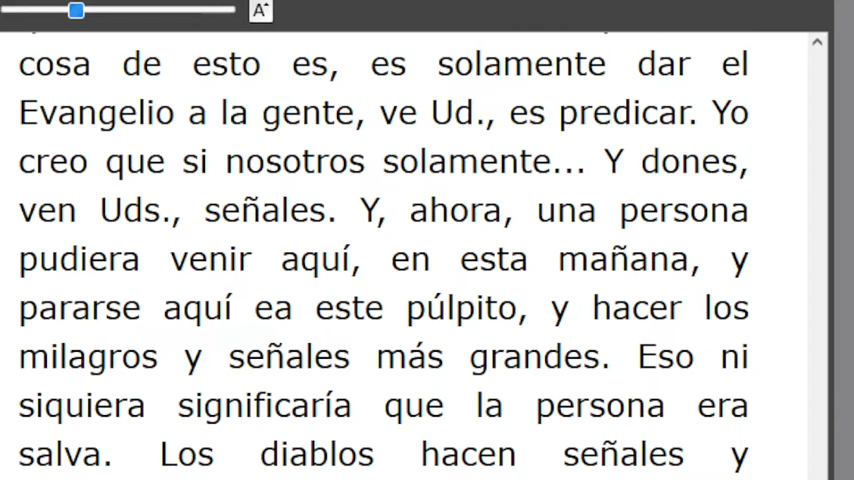 A
cosa de esto es, es solamente dar el
Evangelio a la gente, ve Ud., es predicar. Yo
creo que si nosotros solamente... Y dones,
ven Uds., señales. Y, ahora, una persona
pudiera venir aquí, en esta mañana, y
pararse aquí ea este púlpito, y hacer los
milagros y señales más grandes. Eso ni
siquiera significaría que la persona era
salva. Los diablos hacen señales y